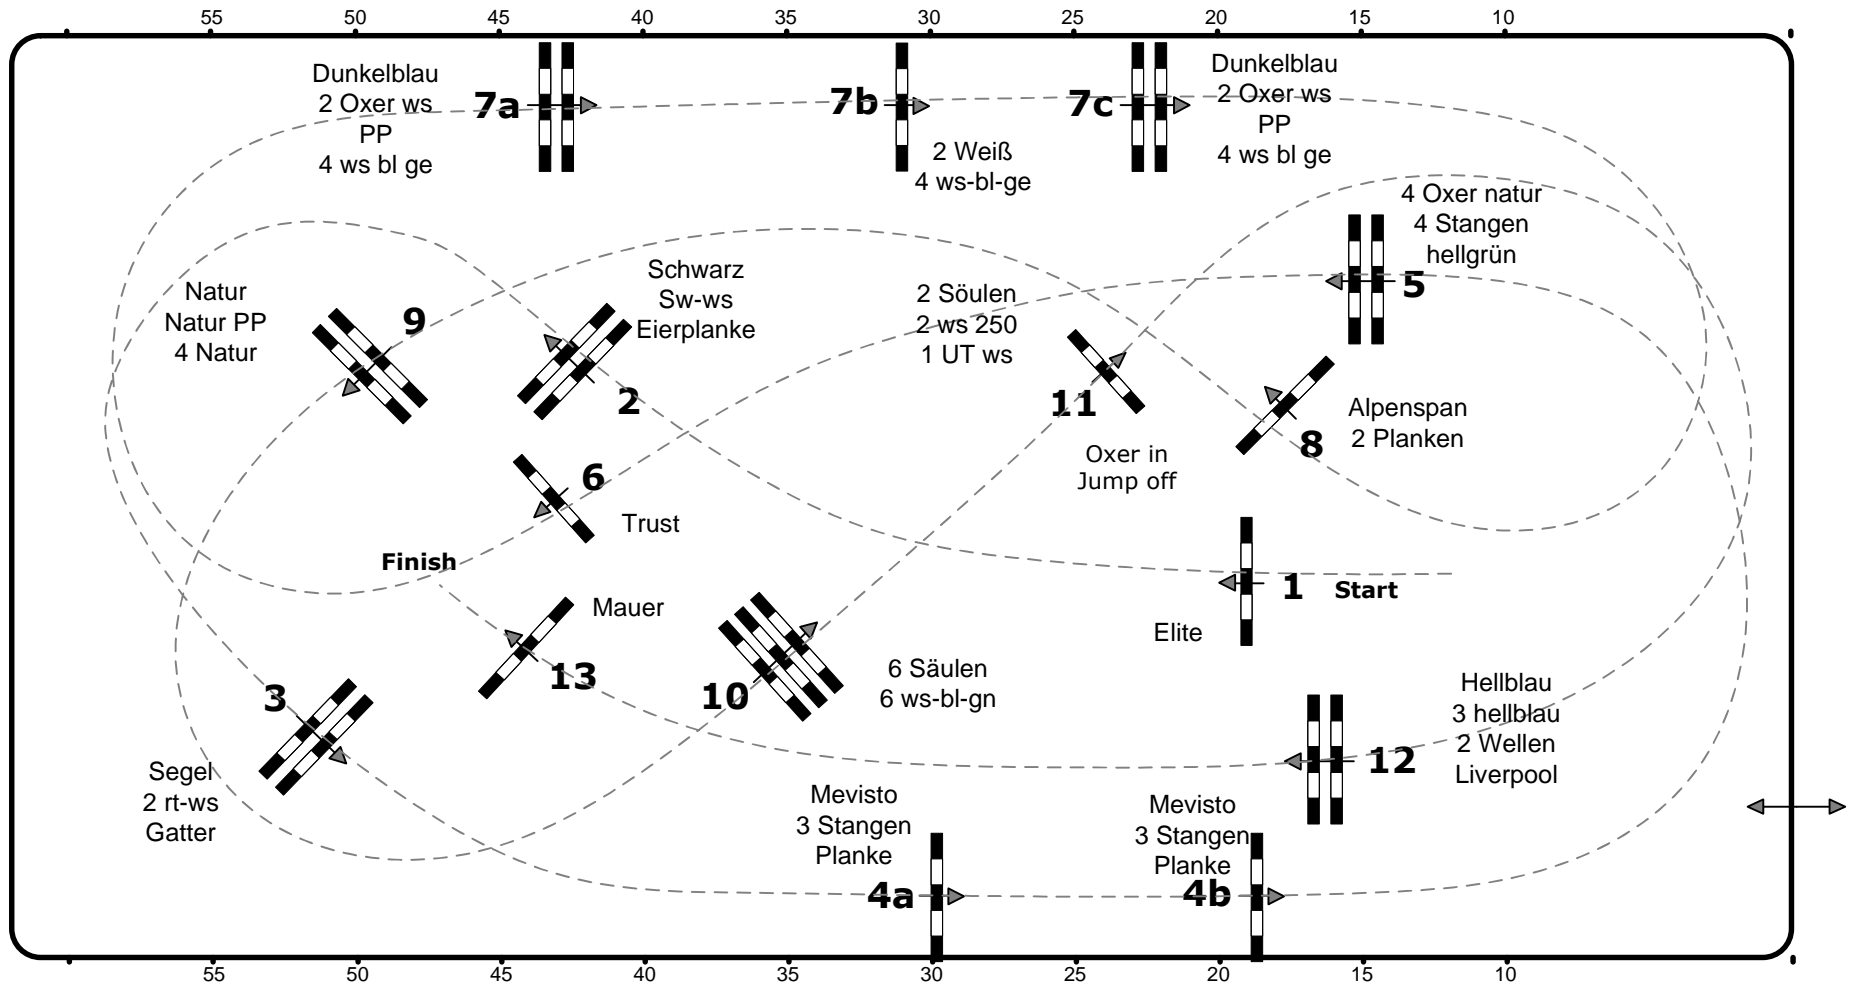 55 50 45 40 35 30 25 20 15 10
Dunkelblau
2 Oxer ws
PP
4 ws bl ge
7a
7b
2 Weiß
4 ws-bl-ge
7c
Dunkelblau
2 Oxer ws
PP
4 ws bl ge
4 Oxer natur
4 Stangen
hellgrün
5
Natur
Natur PP
4 Natur
9
Schwarz
Sw-ws
Eierplanke
2
2 Söulen
2 ws 250
1 UT ws
11
Oxer in
Jump off
8
Alpenspan
2 Planken
6
Trust
Finish
1
Start
Elite
Mauer
13
10
6 Säulen
6 ws-bl-gn
3
Segel
2 rt-ws
Gatter
Hellblau
3 hellblau
2 Wellen
Liverpool
12
Mevisto
3 Stangen
Planke
4a
Mevisto
3 Stangen
Planke
4b
55 50 45 40 35 30 25 20 15 10